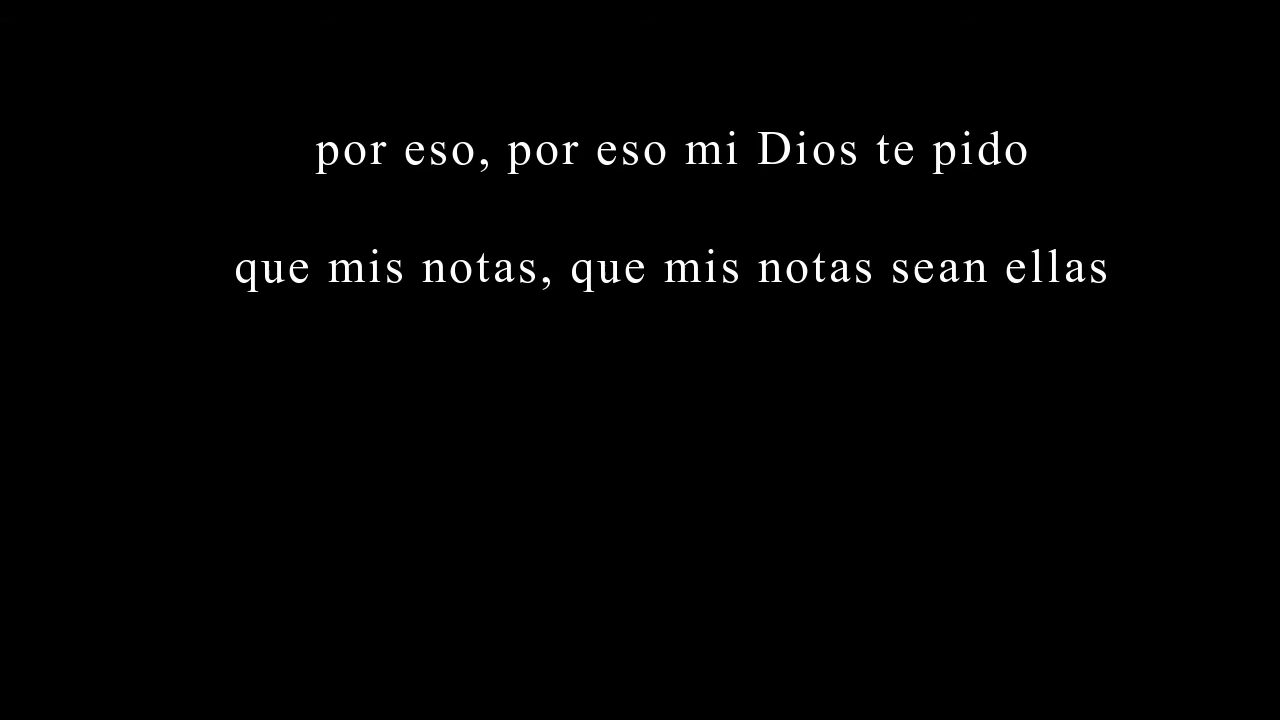 por eso, por eso mi Dios te pido
que mis notas, que mis notas sean ellas